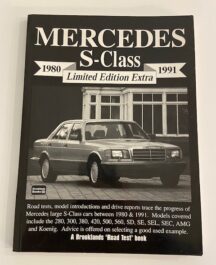 MERCEDES
S-Class
1980 1991
Limited Edition Extra
Road tests, model introductions and drive reports trace the progress of
Mercedes large S-Class cars between 1980 & 1991. Models covered
include the 280, 300, 380, 420, 500, 560, SD, SE, SEL, SEC, AMG
and Koenig. Advice is offered on selecting a good used example.
A Brooklands 'Road Test' book